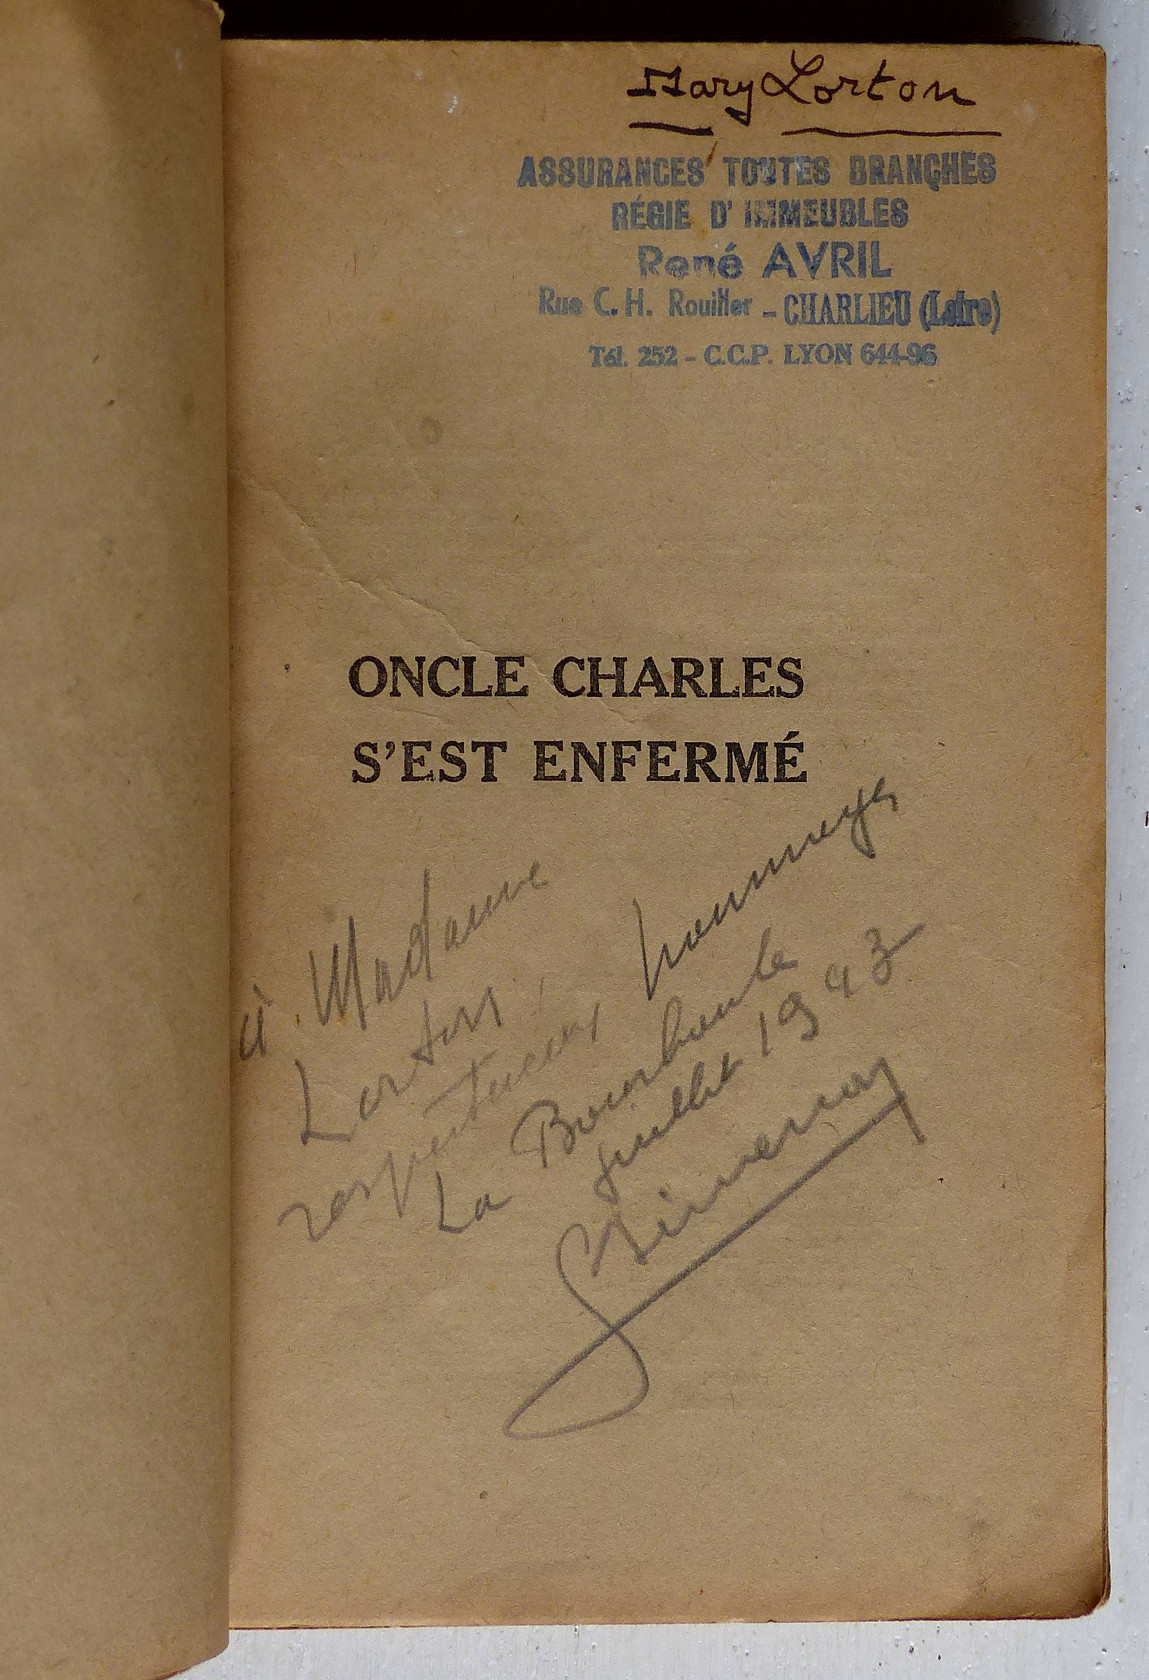 Mary Lorton
ASSURANCES TOUTES BRANCHES
RÉGIE D'IMMEUBLES
René AVRIL
Rue C. H. Rouiller - CHARLIEU (Loire)
Tél. 252 - C.C.P. LYON 644-96
ONCLE CHARLES
S'EST ENFERMÉ
à Madame
Lorton,
respectueux hommages
La Bourboule
juillet 1943
Simenon